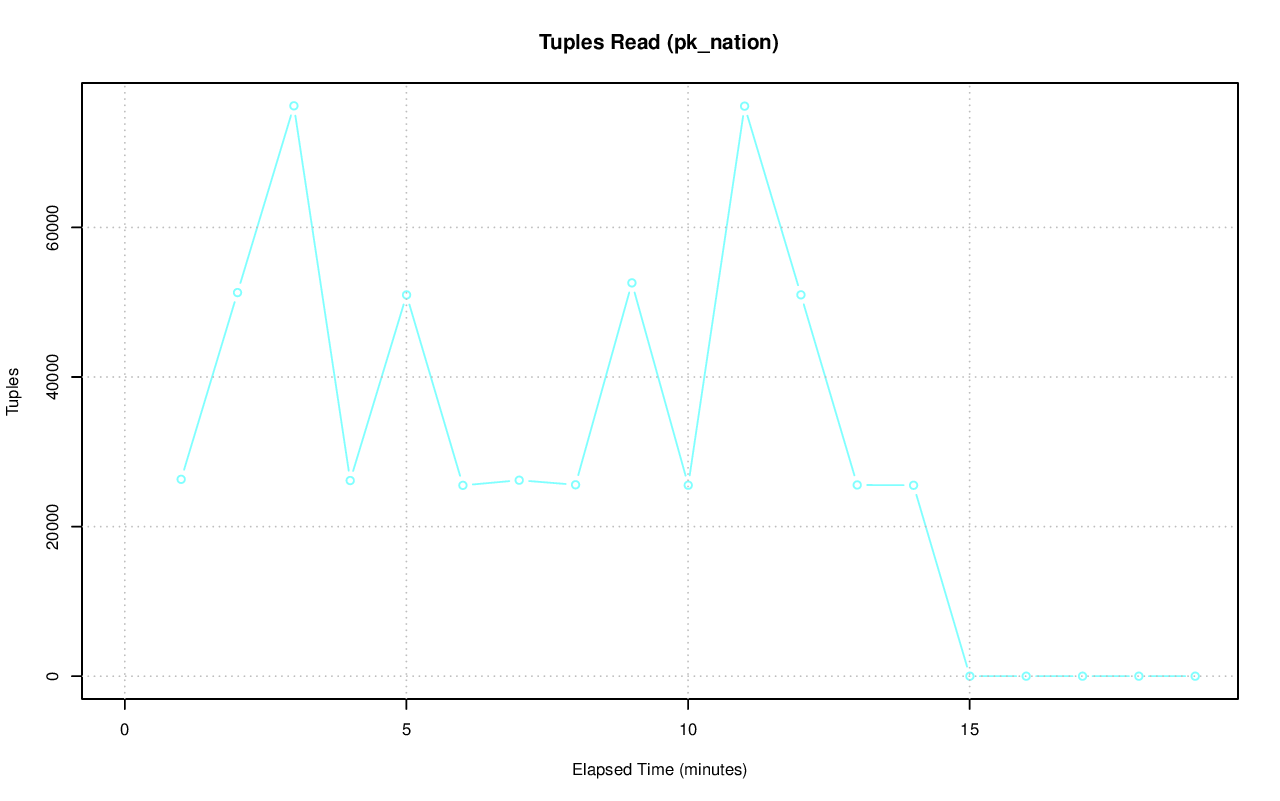 Tuples Read (pk_nation)
Tuples
60000
40000
20000
0
0 5 10 15
Elapsed Time (minutes)